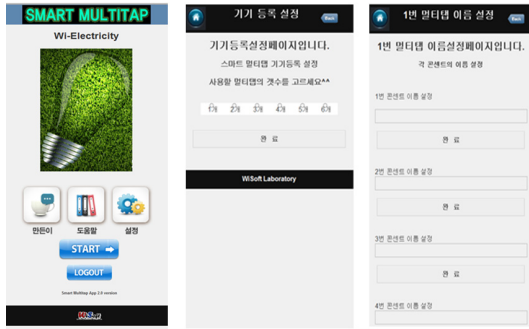 SMART MULTITAP
Wi-Electricity
만든이
도움말
설정
START
LOGOUT
Smart Multitap App 2.0 version
WiSoft
기기 등록 설정
Back
기기등록설정페이지입니다.
스마트 멀티탭 기기등록 설정
사용할 멀티탭의 갯수를 고르세요^^
1개 2개 3개 4개 5개 6개
완 료
WiSoft Laboratory
1번 멀티탭 이름 설정
Back
1번 멀티탭 이름설정페이지입니다.
각 콘센트의 이름 설정
1번 콘센트 이름 설정
완 료
2번 콘센트 이름 설정
완 료
3번 콘센트 이름 설정
완 료
4번 콘센트 이름 설정